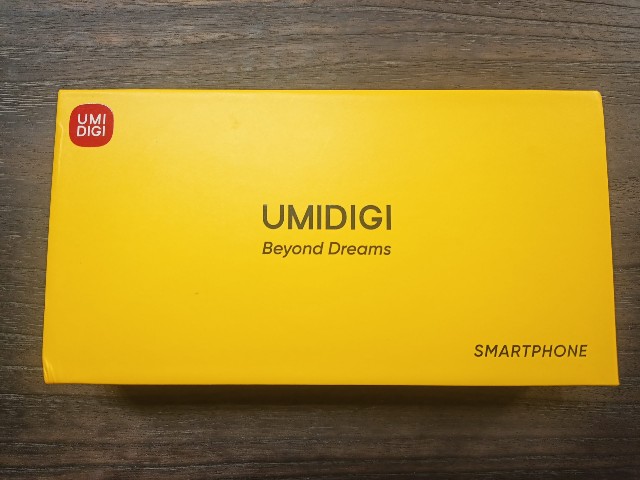 UMI
DIGI
UMIDIGI
Beyond Dreams
SMARTPHONE